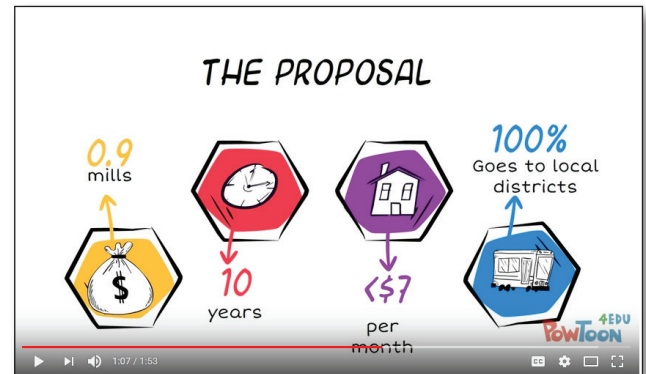 THE PROPOSAL
0.9
mills
10
years
<$7
per
month
100%
Goes to local
districts
$
4EDU
POWTOON
1:07 / 1:53
CC